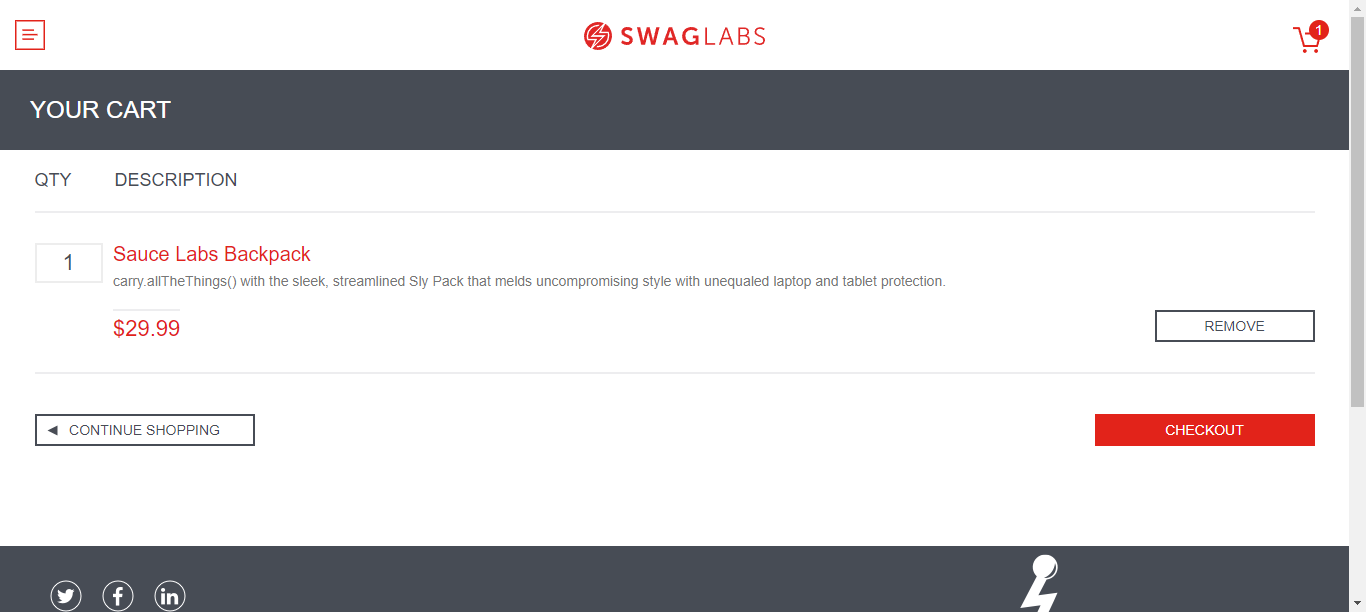 SWAGLABS
1
YOUR CART
QTY DESCRIPTION
1
Sauce Labs Backpack
carry.allTheThings() with the sleek, streamlined Sly Pack that melds uncompromising style with unequaled laptop and tablet protection.
$29.99
REMOVE
CONTINUE SHOPPING
CHECKOUT